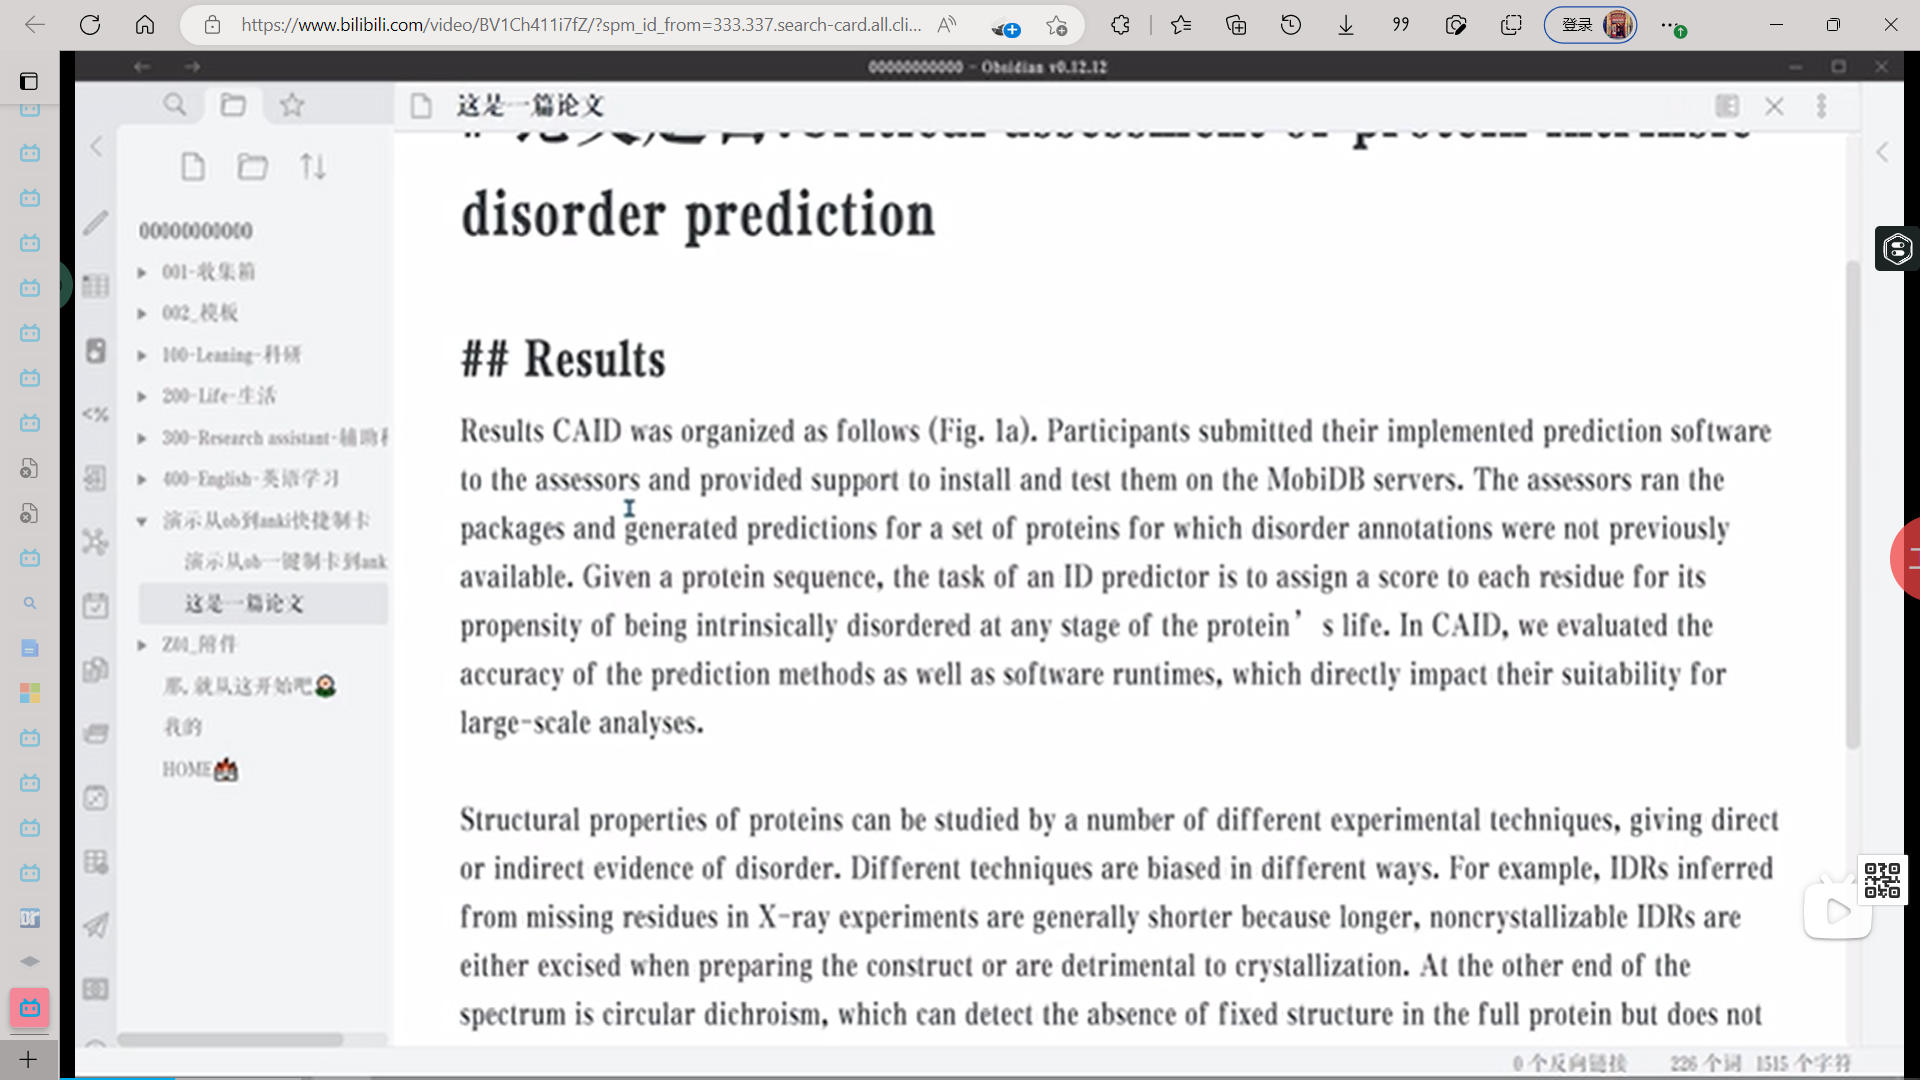 https://www.bilibili.com/video/BV1Ch411i7fZ/?spm_id_from=333.337.search-card.all.cli...
登录
00000000000 - Obsidian v0.12.12
这是一篇论文
disorder prediction
## Results
Results CAID was organized as follows (Fig. 1a). Participants submitted their implemented prediction software
to the assessors and provided support to install and test them on the MobiDB servers. The assessors ran the
packages and generated predictions for a set of proteins for which disorder annotations were not previously
available. Given a protein sequence, the task of an ID predictor is to assign a score to each residue for its
propensity of being intrinsically disordered at any stage of the protein’s life. In CAID, we evaluated the
accuracy of the prediction methods as well as software runtimes, which directly impact their suitability for
large-scale analyses.
Structural properties of proteins can be studied by a number of different experimental techniques, giving direct
or indirect evidence of disorder. Different techniques are biased in different ways. For example, IDRs inferred
from missing residues in X-ray experiments are generally shorter because longer, noncrystallizable IDRs are
either excised when preparing the construct or are detrimental to crystallization. At the other end of the
spectrum is circular dichroism, which can detect the absence of fixed structure in the full protein but does not
00000000000
001-收集箱
002_模板
100-Leaning-科研
200-Life-生活
300-Research assistant-辅助
400-English-英语学习
演示从ob到anki快捷制卡
演示从ob一键制卡到ank
这是一篇论文
Z01_附件
那,就从这开始吧
我的
HOME
0 个反向链接
226 个词 1515 个字符